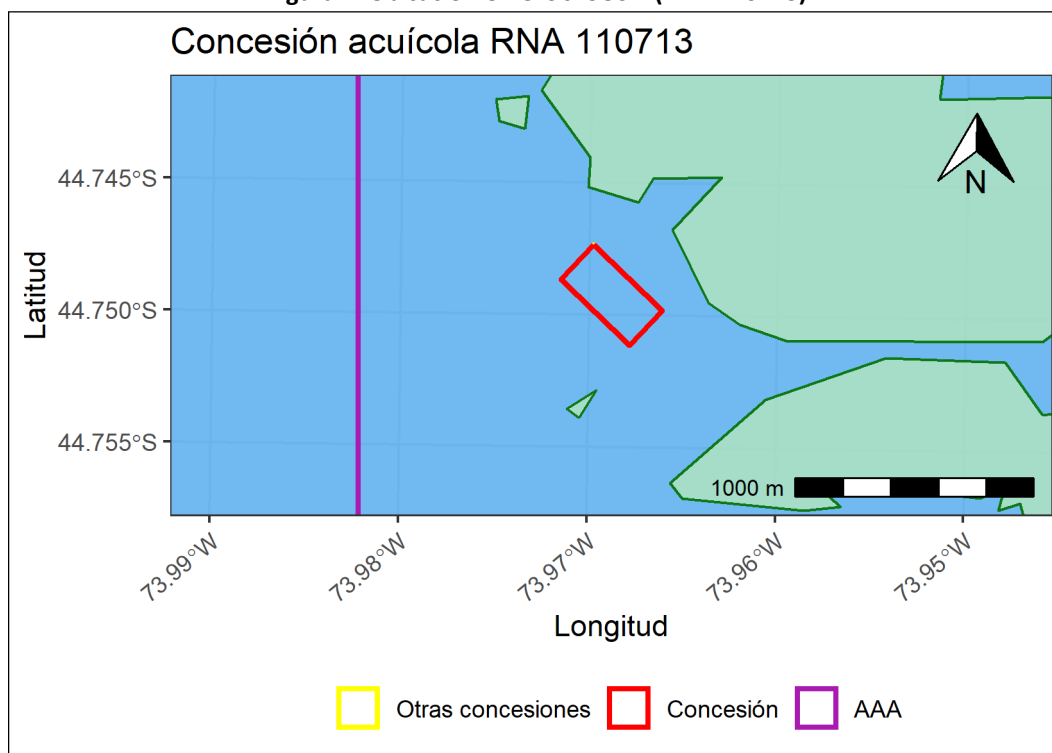 Concesión acuícola RNA 110713
N
44.745°S
44.750°S
44.755°S
Latitud
1000 m
73.99°W
73.98°W
73.97°W
73.96°W
73.95°W
Longitud
Otras concesiones
Concesión
AAA